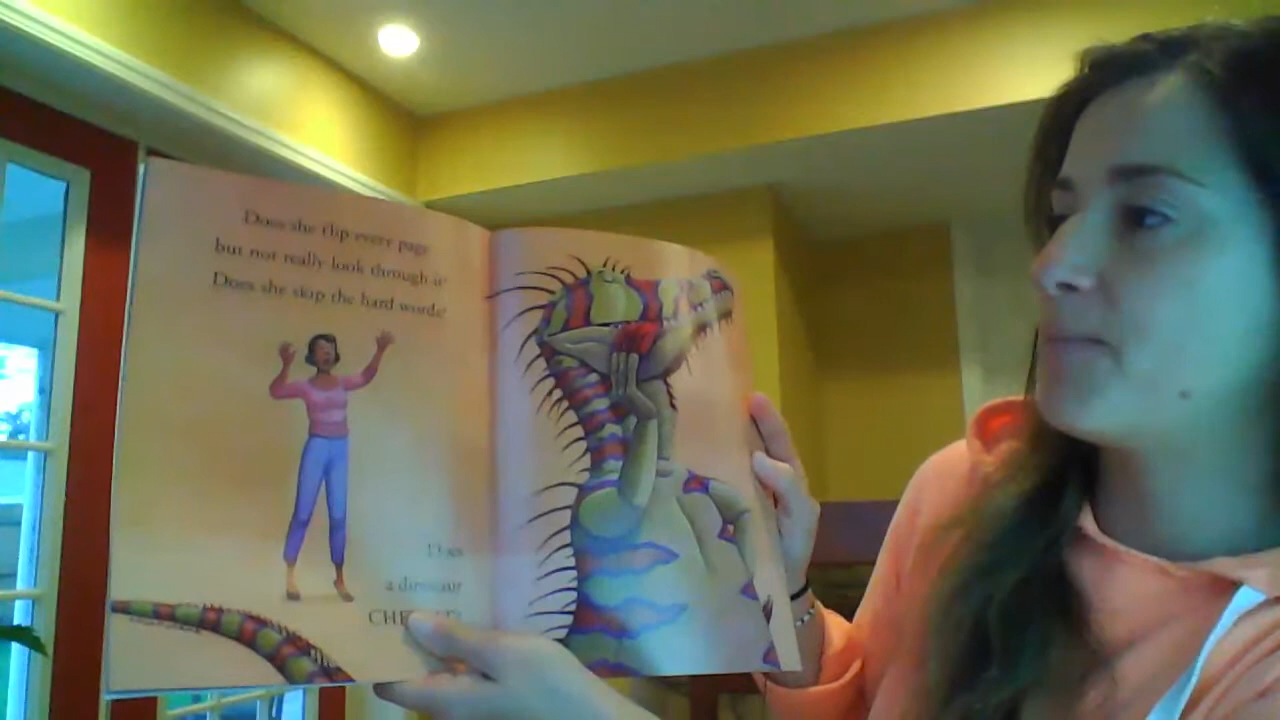 Does she flip every page
but not really look through it?
Does she skip the hard words?
Does
a dinosaur